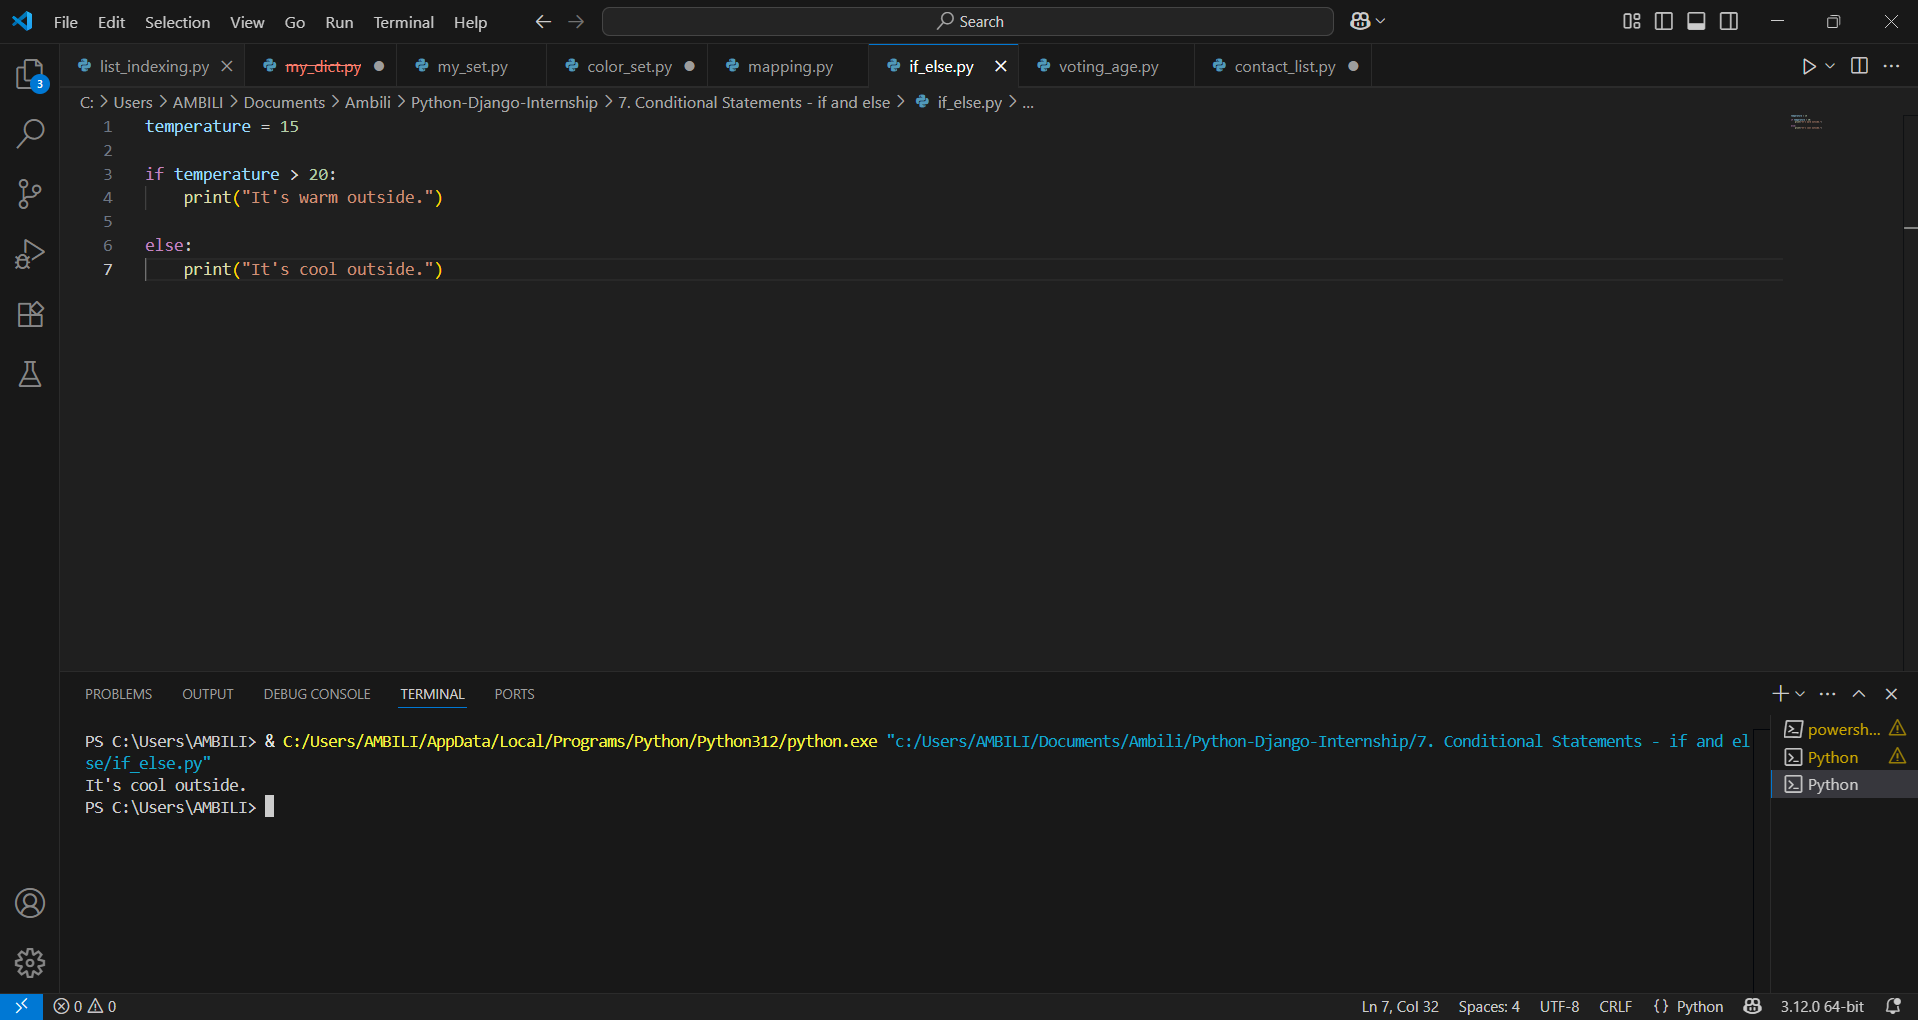 File Edit Selection View Go Run Terminal Help
Search
3
list_indexing.py
my_dict.py
my_set.py
color_set.py
mapping.py
if_else.py
voting_age.py
contact_list.py
C: > Users > AMBILI > Documents > Ambili > Python-Django-Internship > 7. Conditional Statements - if and else > if_else.py > ...
1 temperature = 15
2
3 if temperature > 20:
4     print("It's warm outside.")
5
6 else:
7     print("It's cool outside.")
PROBLEMS OUTPUT DEBUG CONSOLE TERMINAL PORTS
PS C:\Users\AMBILI> & C:/Users/AMBILI/AppData/Local/Programs/Python/Python312/python.exe "c:/Users/AMBILI/Documents/Ambili/Python-Django-Internship/7. Conditional Statements - if and el
se/if_else.py"
It's cool outside.
PS C:\Users\AMBILI>
powersh...
Python
Python
0 0
Ln 7, Col 32 Spaces: 4 UTF-8 CRLF {} Python 3.12.0 64-bit